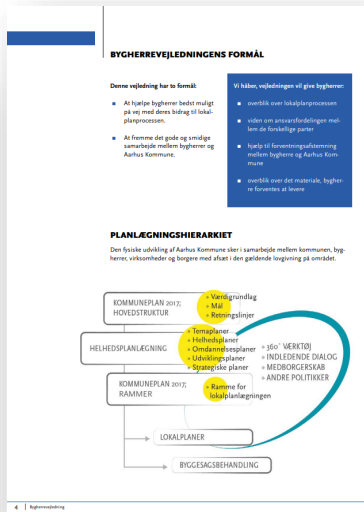 BYGHERREVEJLEDNINGENS FORMÅL
Denne vejledning har to formål:
▪ At hjælpe bygherrer bedst muligt
på vej med deres bidrag til lokal-
planprocessen.
▪ At fremme det gode og smidige
samarbejde mellem bygherrer og
Aarhus Kommune.
Vi håber, vejledningen vil give bygherrer:
▪ overblik over lokalplanprocessen
▪ viden om ansvarsfordelingen mel-
lem de forskellige parter
▪ hjælp til forventningsafstemning
mellem bygherre og Aarhus Kom-
mune
▪ overblik over det materiale, bygher-
re forventes at levere
PLANLÆGNINGSHIERARKIET
Den fysiske udvikling af Aarhus Kommune sker i samarbejde mellem kommunen, byg-
herrer, virksomheder og borgere med afsæt i den gældende lovgivning på området.
KOMMUNEPLAN 2017;
HOVEDSTRUKTUR
» Værdigrundlag
» Mål
» Retningslinjer
HELHEDSPLANLÆGNING
» Temaplaner
» Helhedsplaner
» Omdannelsesplaner
» Udviklingsplaner
» Strategiske planer
» 360° VÆRKTØJ
» INDLEDENDE DIALOG
» MEDBORGERSKAB
» ANDRE POLITIKKER
KOMMUNEPLAN 2017;
RAMMER
» Ramme for
lokalplanlægningen
LOKALPLANER
BYGGESAGSBEHANDLING
4 | Bygherrevejledning